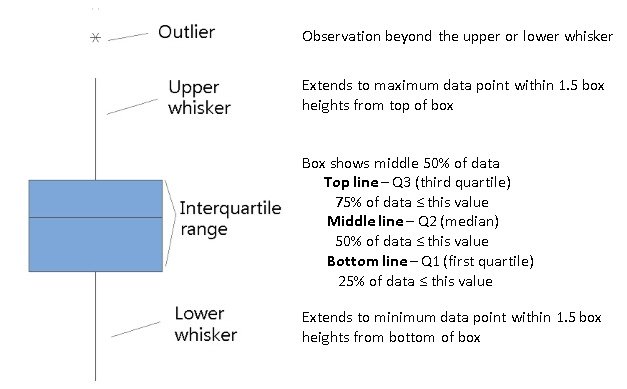 Outlier
Observation beyond the upper or lower whisker
Upper
whisker
Extends to maximum data point within 1.5 box
heights from top of box
Interquartile
range
Box shows middle 50% of data
Top line – Q3 (third quartile)
75% of data ≤ this value
Middle line – Q2 (median)
50% of data ≤ this value
Bottom line – Q1 (first quartile)
25% of data ≤ this value
Lower
whisker
Extends to minimum data point within 1.5 box
heights from bottom of box